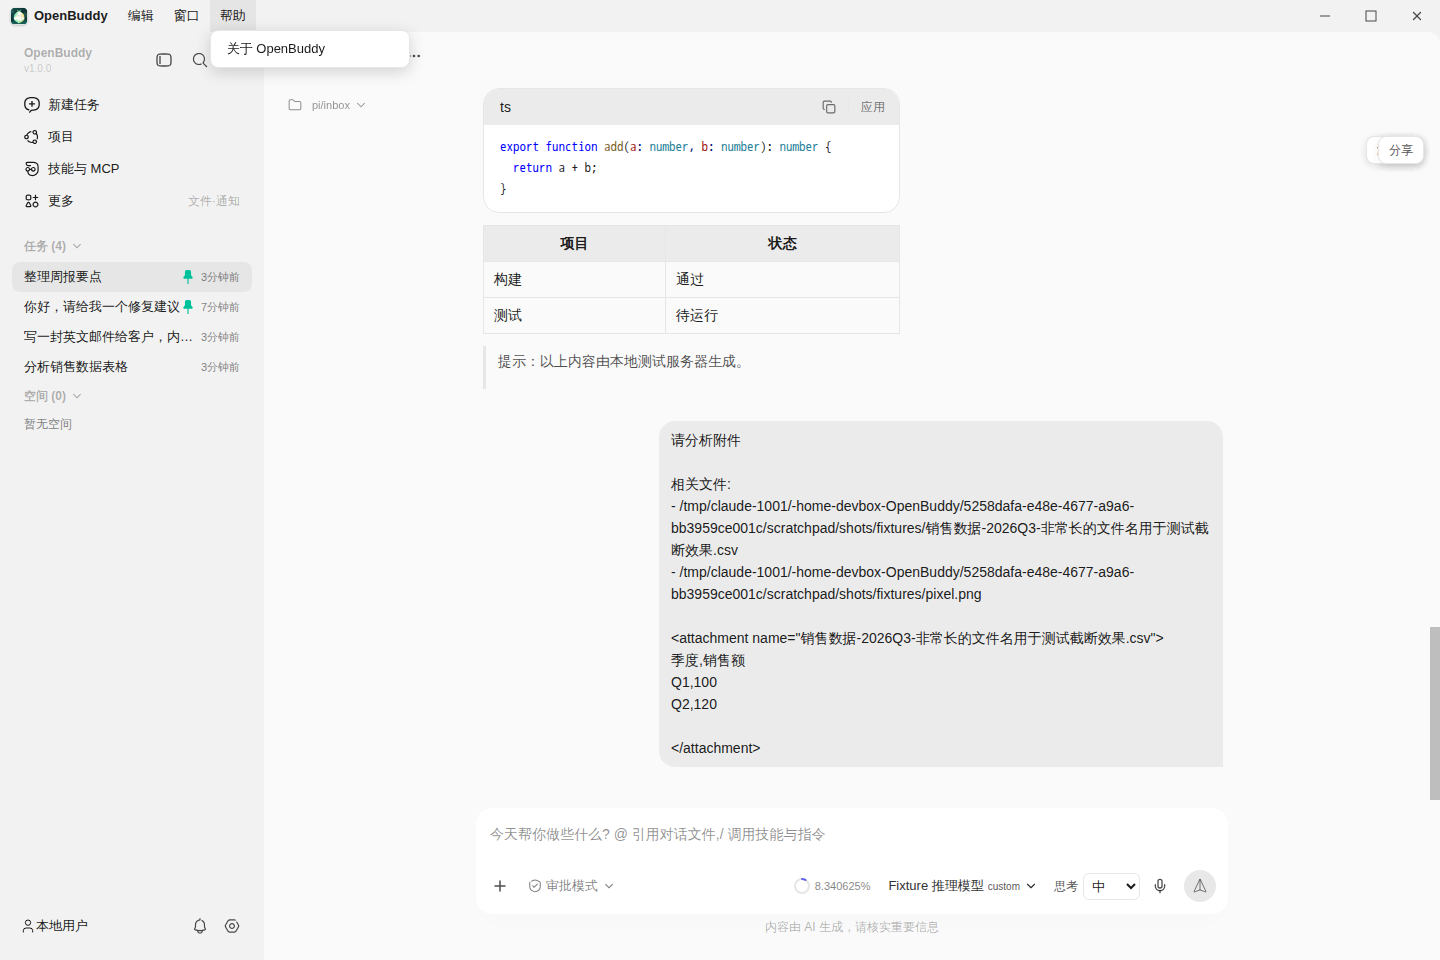 OpenBuddy 编辑 窗口 帮助
关于 OpenBuddy
OpenBuddy
v1.0.0
新建任务
项目
技能与 MCP
更多 文件·通知
任务 (4)
整理周报要点 3分钟前
你好，请给我一个修复建议 7分钟前
写一封英文邮件给客户，内… 3分钟前
分析销售数据表格 3分钟前
空间 (0)
暂无空间
本地用户
pi/inbox
分享
ts 应用
export function add(a: number, b: number): number {
return a + b;
}
项目 状态
构建 通过
测试 待运行
提示：以上内容由本地测试服务器生成。
请分析附件
相关文件:
- /tmp/claude-1001/-home-devbox-OpenBuddy/5258dafa-e48e-4677-a9a6-
bb3959ce001c/scratchpad/shots/fixtures/销售数据-2026Q3-非常长的文件名用于测试截
断效果.csv
- /tmp/claude-1001/-home-devbox-OpenBuddy/5258dafa-e48e-4677-a9a6-
bb3959ce001c/scratchpad/shots/fixtures/pixel.png
<attachment name="销售数据-2026Q3-非常长的文件名用于测试截断效果.csv">
季度,销售额
Q1,100
Q2,120
</attachment>
今天帮你做些什么? @ 引用对话文件,/ 调用技能与指令
审批模式 8.340625% Fixture 推理模型 custom 思考 中
内容由 AI 生成，请核实重要信息